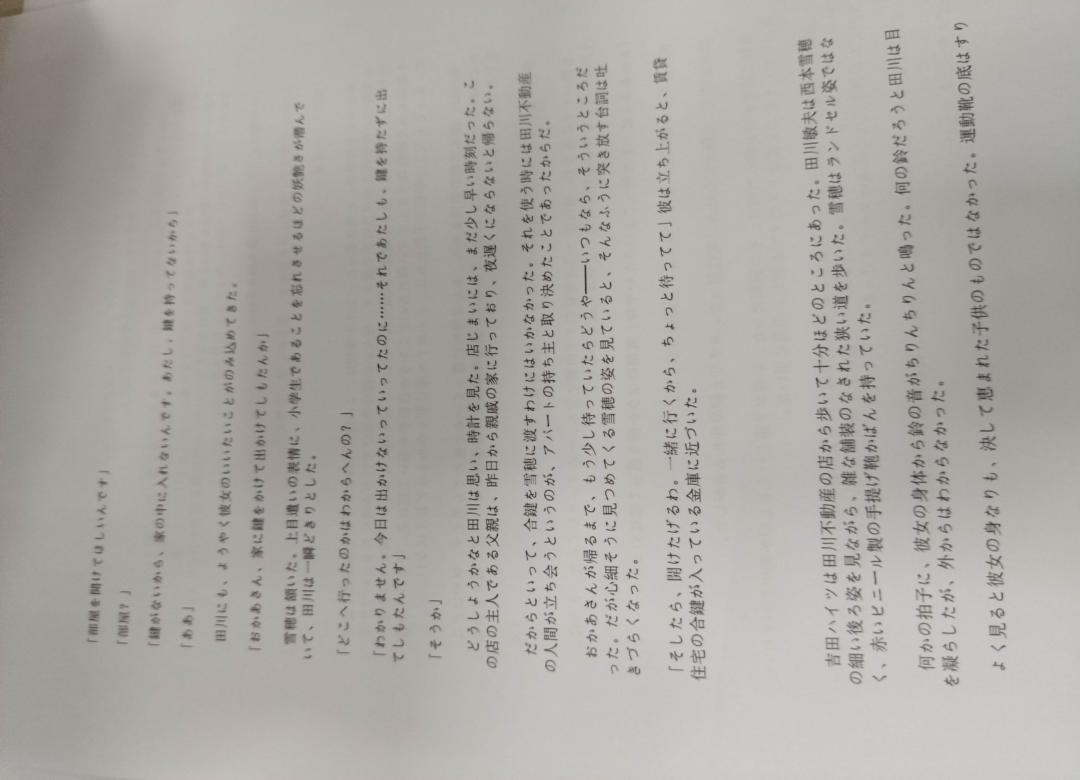 「部屋を開けてほしいんです」
「部屋？」
「鍵がないから、家の中に入れないんです。あたし、鍵を持ってないから」
「ああ」
田川にも、ようやく彼女のいいたいことがのみ込めてきた。
「おかあさん、家に鍵をかけて出かけてしもたんか」
雪穂は頷いた。上目遣いの表情に、小学生であることを忘れさせるほどの妖艶さが潜んで
いて、田川は一瞬どきりとした。
「どこへ行ったのかはわからへんの？」
「わかりません。今日は出かけないっていってたのに……それであたしも、鍵を持たずに出
てしもたんです」
「そうか」
どうしようかなと田川は思い、時計を見た。店じまいには、まだ少し早い時刻だった。こ
の店の主人である父親は、昨日から親戚の家に行っており、夜遅くにならないと帰らない。
だからといって、合鍵を雪穂に渡すわけにはいかなかった。それを使う時には田川不動産
の人間が立ち会うというのが、アパートの持ち主と取り決めたことであったからだ。
おかあさんが帰るまで、もう少し待っていたらどうや――いつもなら、そういうところだ
った。だが心細そうに見つめてくる雪穂の姿を見ていると、そんなふうに突き放す台詞は吐
きづらくなった。
「そしたら、開けたげるわ。一緒に行くから、ちょっと待ってて」彼は立ち上がると、賃貸
住宅の合鍵が入っている金庫に近づいた。
吉田ハイツは田川不動産の店から歩いて十分ほどのところにあった。田川敏夫は西本雪穂
の細い後ろ姿を見ながら、雑な舗装のなされた狭い道を歩いた。雪穂はランドセル姿ではな
く、赤いビニール製の手提げ鞄かばんを持っていた。
何かの拍子に、彼女の身体から鈴の音がちりんちりんと鳴った。何の鈴だろうと田川は目
を凝らしたが、外からはわからなかった。
よく見ると彼女の身なりも、決して恵まれた子供のものではなかった。運動靴の底はすり